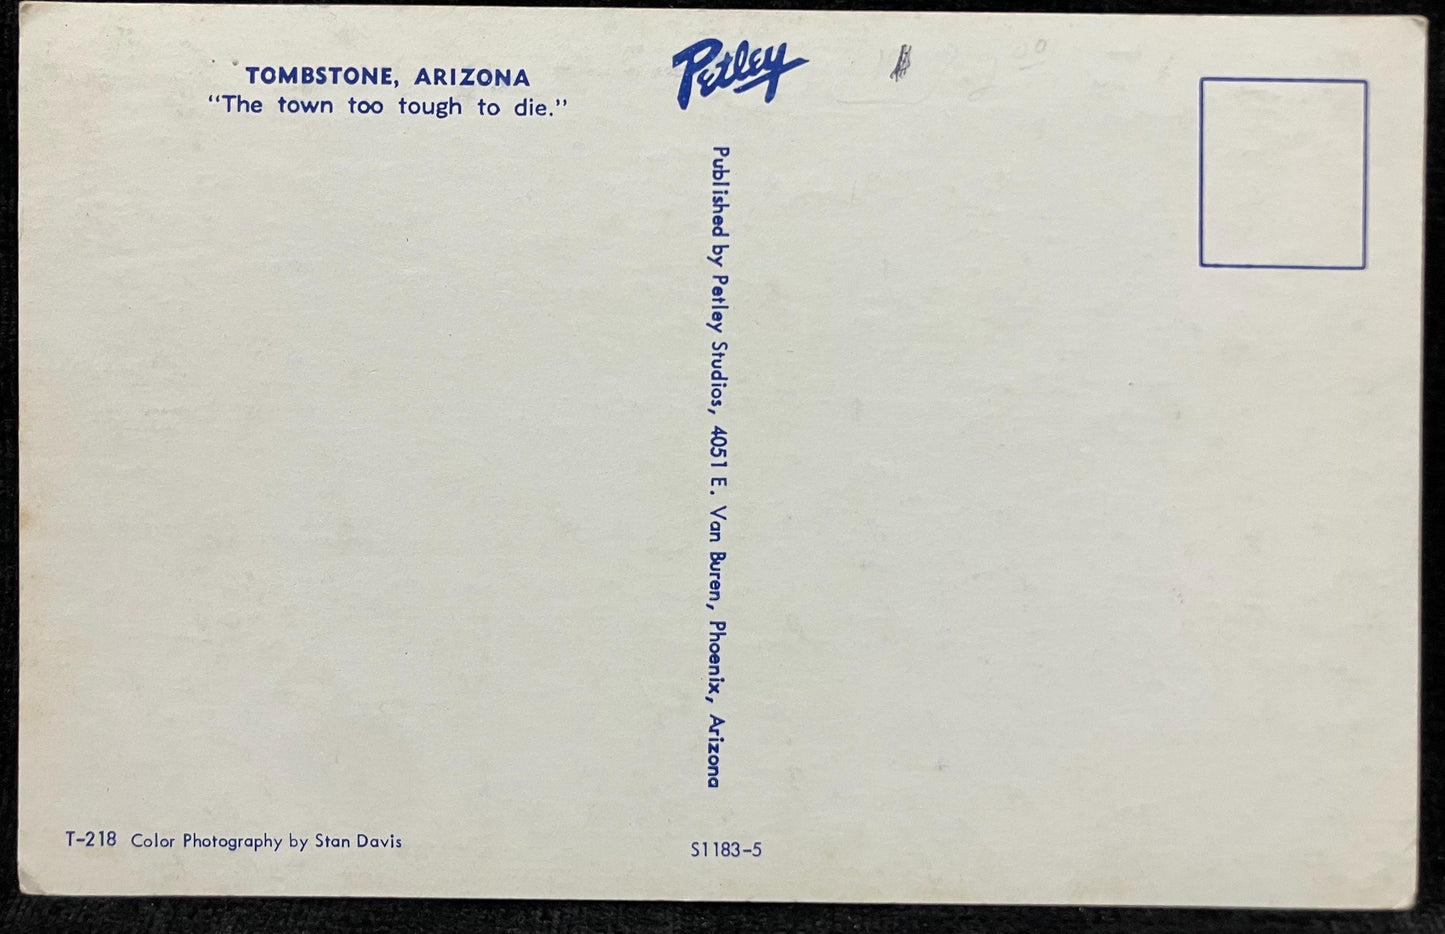 TOMBSTONE, ARIZONA
"The town too tough to die."
Petley
Published by Petley Studios, 4051 E. Van Buren, Phoenix, Arizona
T-218 Color Photography by Stan Davis
S1183-5